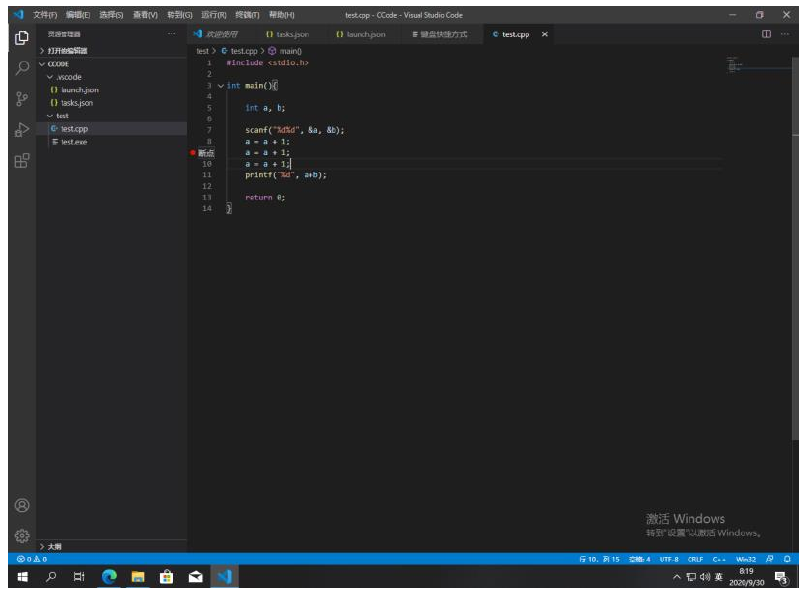 文件(F) 编辑(E) 选择(S) 查看(V) 转到(G) 运行(R) 终端(T) 帮助(H) test.cpp - CCode - Visual Studio Code
资源管理器 ···
欢迎使用 tasks.json launch.json 键盘快捷方式 test.cpp
打开的编辑器
test > test.cpp > main()
CCODE
.vscode
launch.json
tasks.json
test
test.cpp
test.exe
1 #include <stdio.h>
2
3 int main(){
4
5 int a, b;
6
7 scanf("%d%d", &a, &b);
8 a = a + 1;
断点 a = a + 1;
10 a = a + 1;
11 printf("%d", a+b);
12
13 return 0;
14 }
激活 Windows
转到"设置"以激活 Windows。
大纲
0 0 行 10, 列 15 空格: 4 UTF-8 CRLF C++ Win32
英 8:19
2020/9/30 3